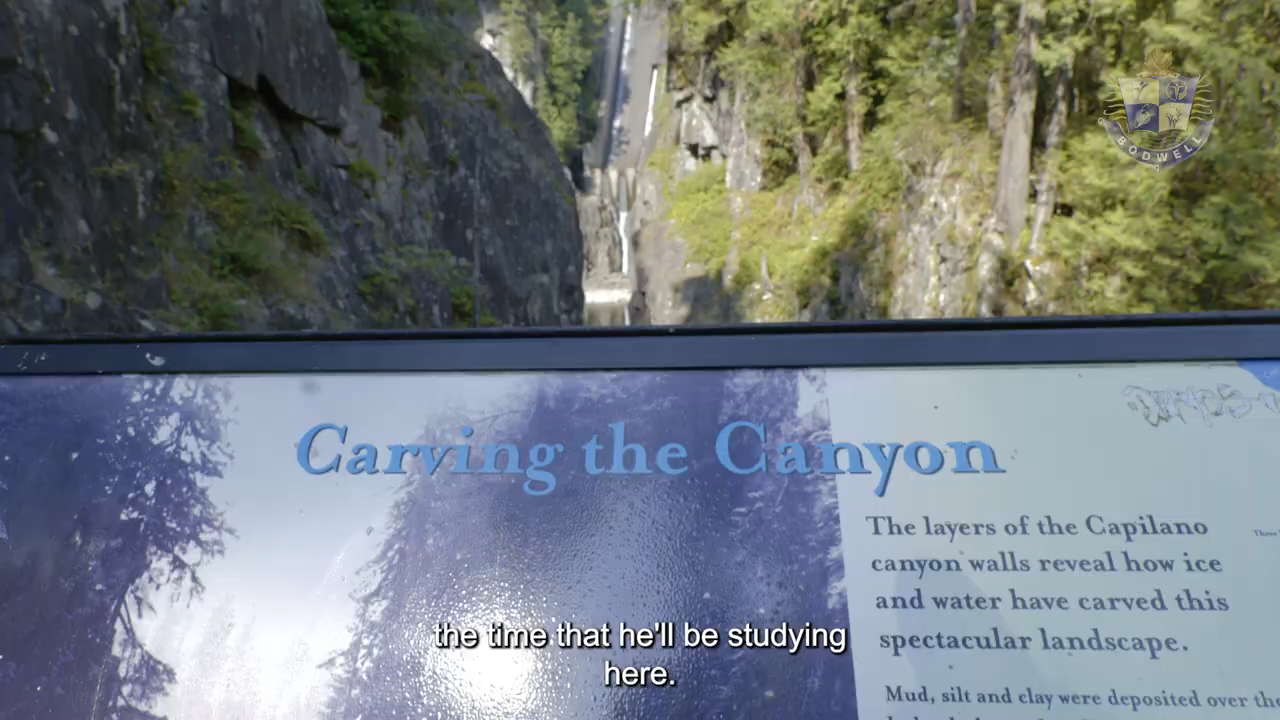 BODWELL
Carving the Canyon
The layers of the Capilano
canyon walls reveal how ice
and water have carved this
spectacular landscape.
Mud, silt and clay were deposited over the
the time that he'll be studying
here.